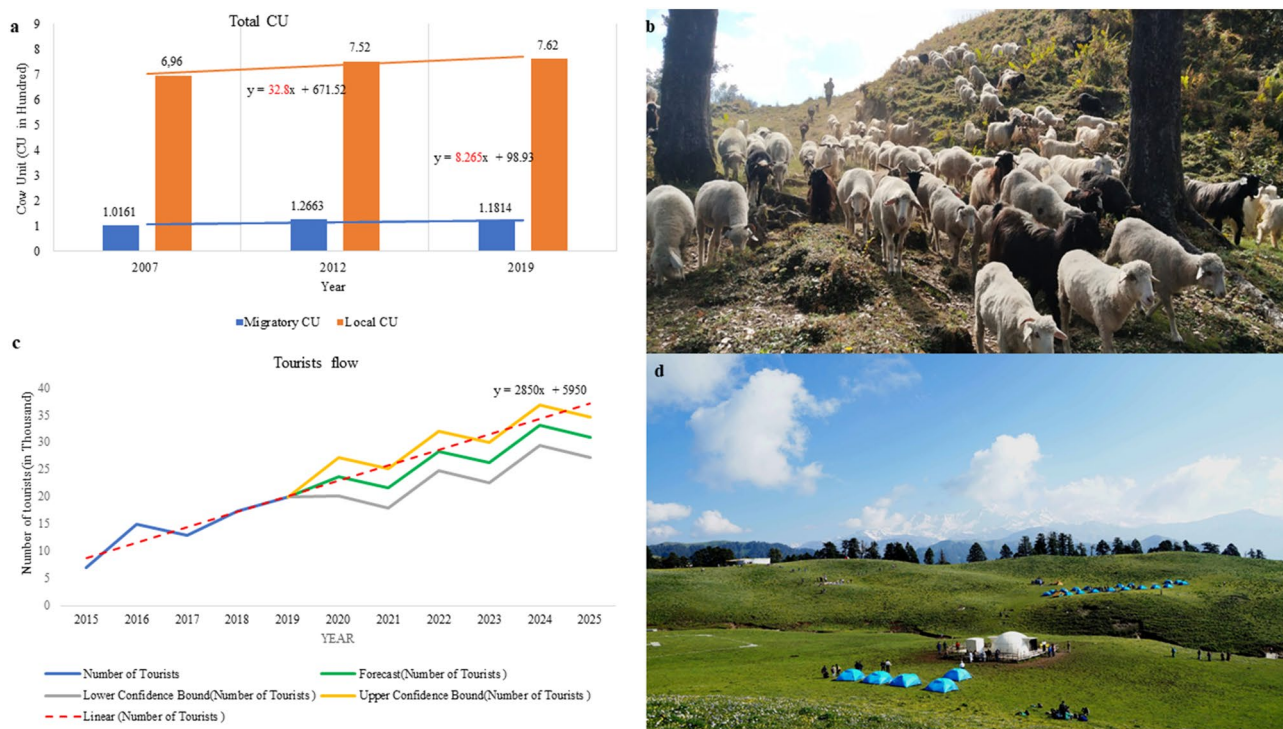 a
Total CU
9
8
7
6
5
4
3
2
1
0
Cow Unit (CU in Hundred)
6,96
7.52
7.62
y = 32.8x + 671.52
y = 8.265x + 98.93
1.0161
1.2663
1.1814
2007
2012
2019
Year
Migratory CU
Local CU
b
c
Tourists flow
40
35
30
25
20
15
10
5
0
Number of tourists(in Thousand)
y = 2850x + 5950
2015
2016
2017
2018
2019
2020
2021
2022
2023
2024
2025
YEAR
Number of Tourists
Forecast(Number of Tourists )
Lower Confidence Bound(Number of Tourists )
Upper Confidence Bound(Number of Tourists )
Linear (Number of Tourists )
d